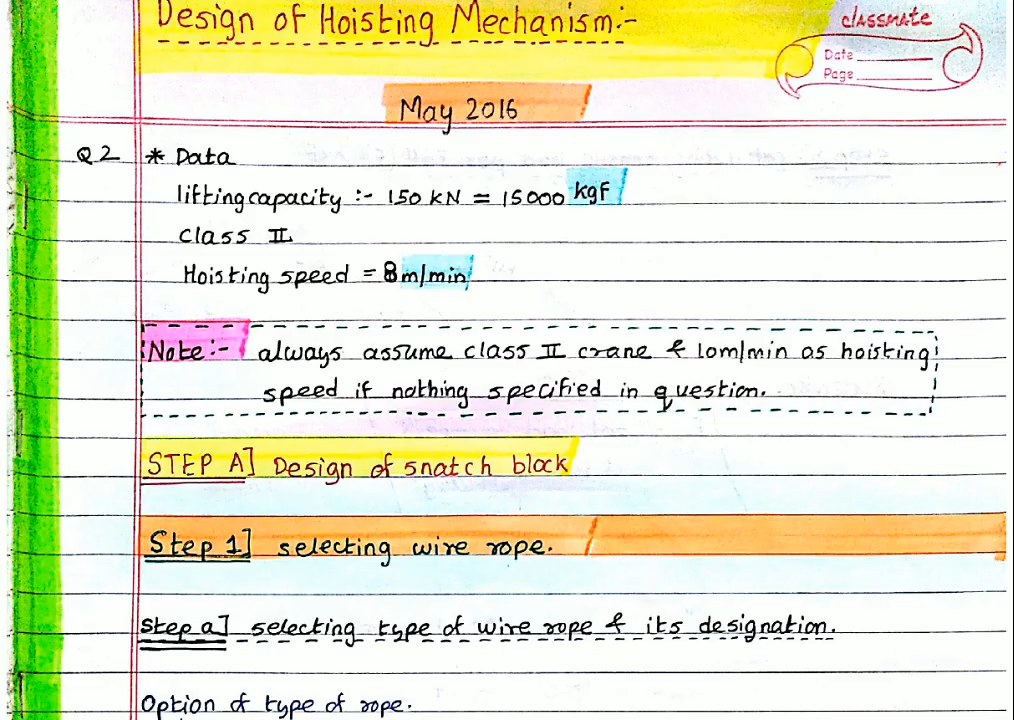 Design of Hoisting Mechanism:-
classmate
Date
Page
May 2016
Q2 * Data
lifting capacity :- 150 kN = 15000 kgf
class II
Hoisting speed = 8 m/min
Note:- always assume class II crane & 10m/min as hoisting
speed if nothing specified in question.
STEP A] Design of snatch block
Step 1] selecting wire rope.
Step a] selecting type of wire rope & its designation.
Option of type of rope.